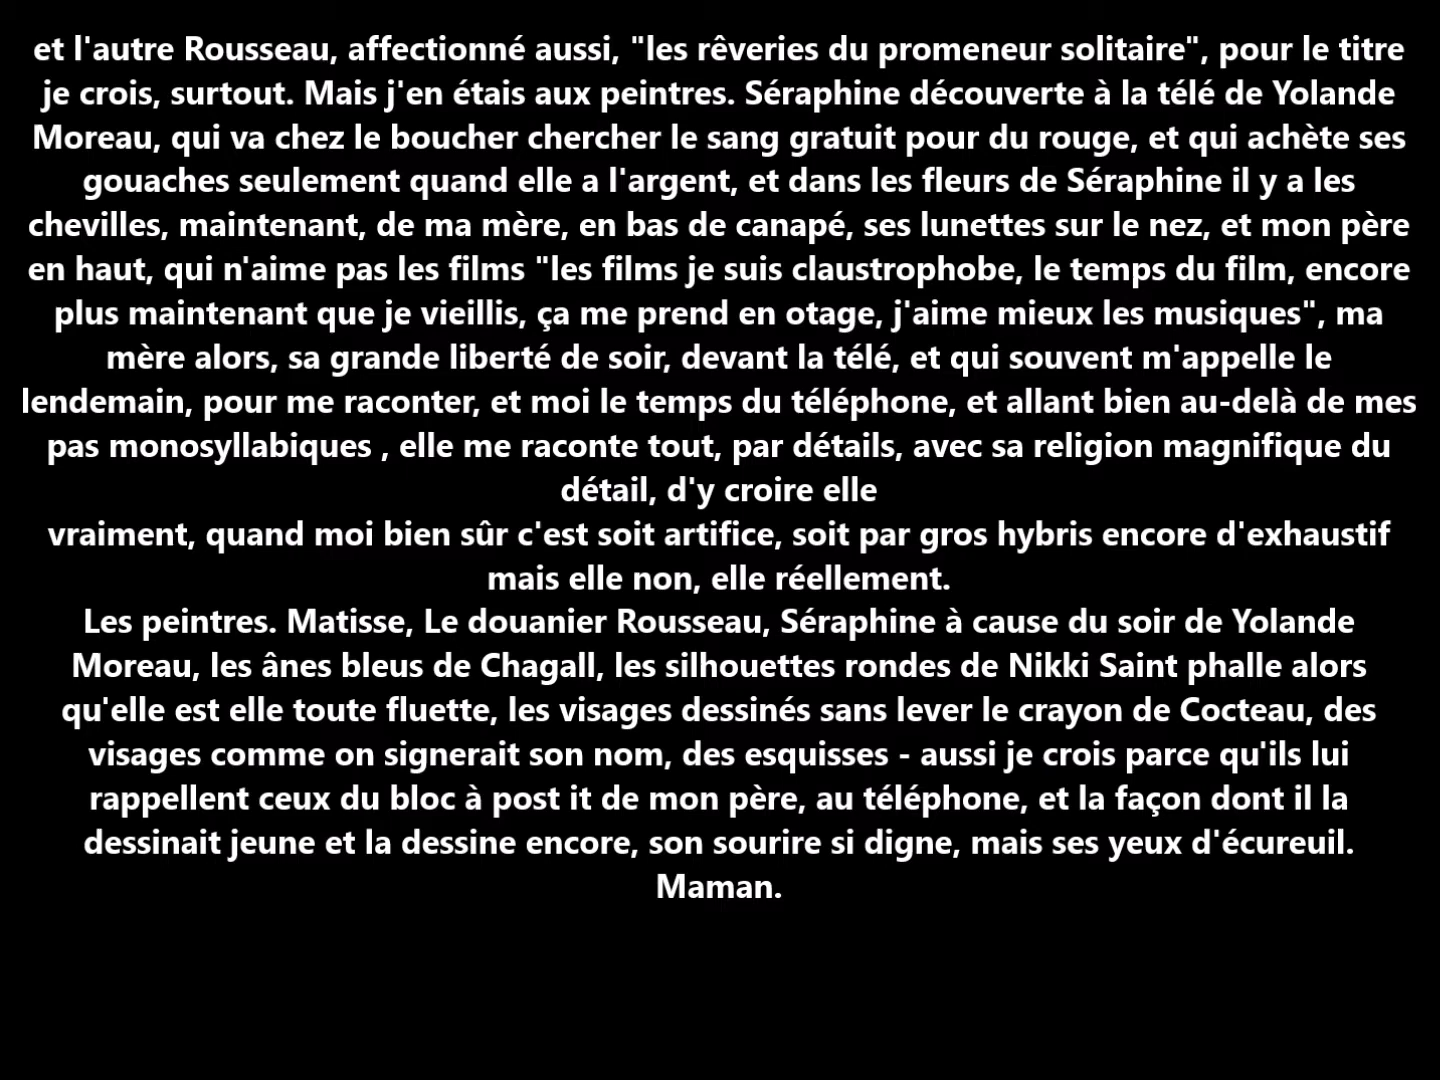 et l'autre Rousseau, affectionné aussi, "les rêveries du promeneur solitaire", pour le titre
je crois, surtout. Mais j'en étais aux peintres. Séraphine découverte à la télé de Yolande
Moreau, qui va chez le boucher chercher le sang gratuit pour du rouge, et qui achète ses
gouaches seulement quand elle a l'argent, et dans les fleurs de Séraphine il y a les
chevilles, maintenant, de ma mère, en bas de canapé, ses lunettes sur le nez, et mon père
en haut, qui n'aime pas les films "les films je suis claustrophobe, le temps du film, encore
plus maintenant que je vieillis, ça me prend en otage, j'aime mieux les musiques", ma
mère alors, sa grande liberté de soir, devant la télé, et qui souvent m'appelle le
lendemain, pour me raconter, et moi le temps du téléphone, et allant bien au-delà de mes
pas monosyllabiques , elle me raconte tout, par détails, avec sa religion magnifique du
détail, d'y croire elle
vraiment, quand moi bien sûr c'est soit artifice, soit par gros hybris encore d'exhaustif
mais elle non, elle réellement.
Les peintres. Matisse, Le douanier Rousseau, Séraphine à cause du soir de Yolande
Moreau, les ânes bleus de Chagall, les silhouettes rondes de Nikki Saint phalle alors
qu'elle est elle toute fluette, les visages dessinés sans lever le crayon de Cocteau, des
visages comme on signerait son nom, des esquisses - aussi je crois parce qu'ils lui
rappellent ceux du bloc à post it de mon père, au téléphone, et la façon dont il la
dessinait jeune et la dessine encore, son sourire si digne, mais ses yeux d'écureuil.
Maman.